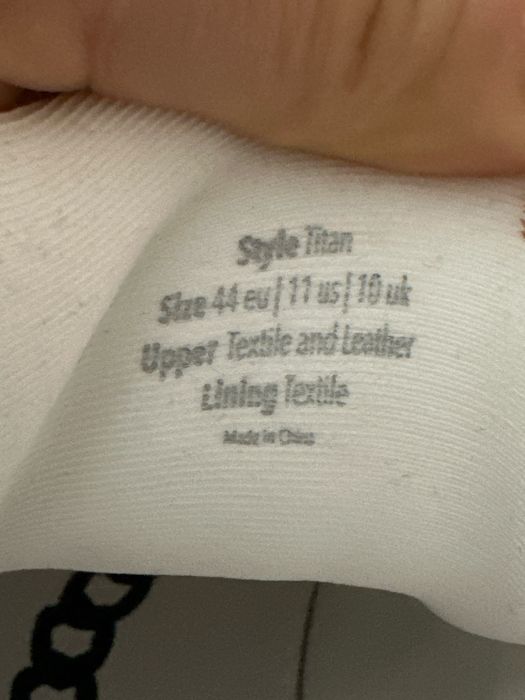 Style Titan
Size 44 eu | 11 us | 10 uk
Upper Textile and Leather
Lining Textile
Made in China